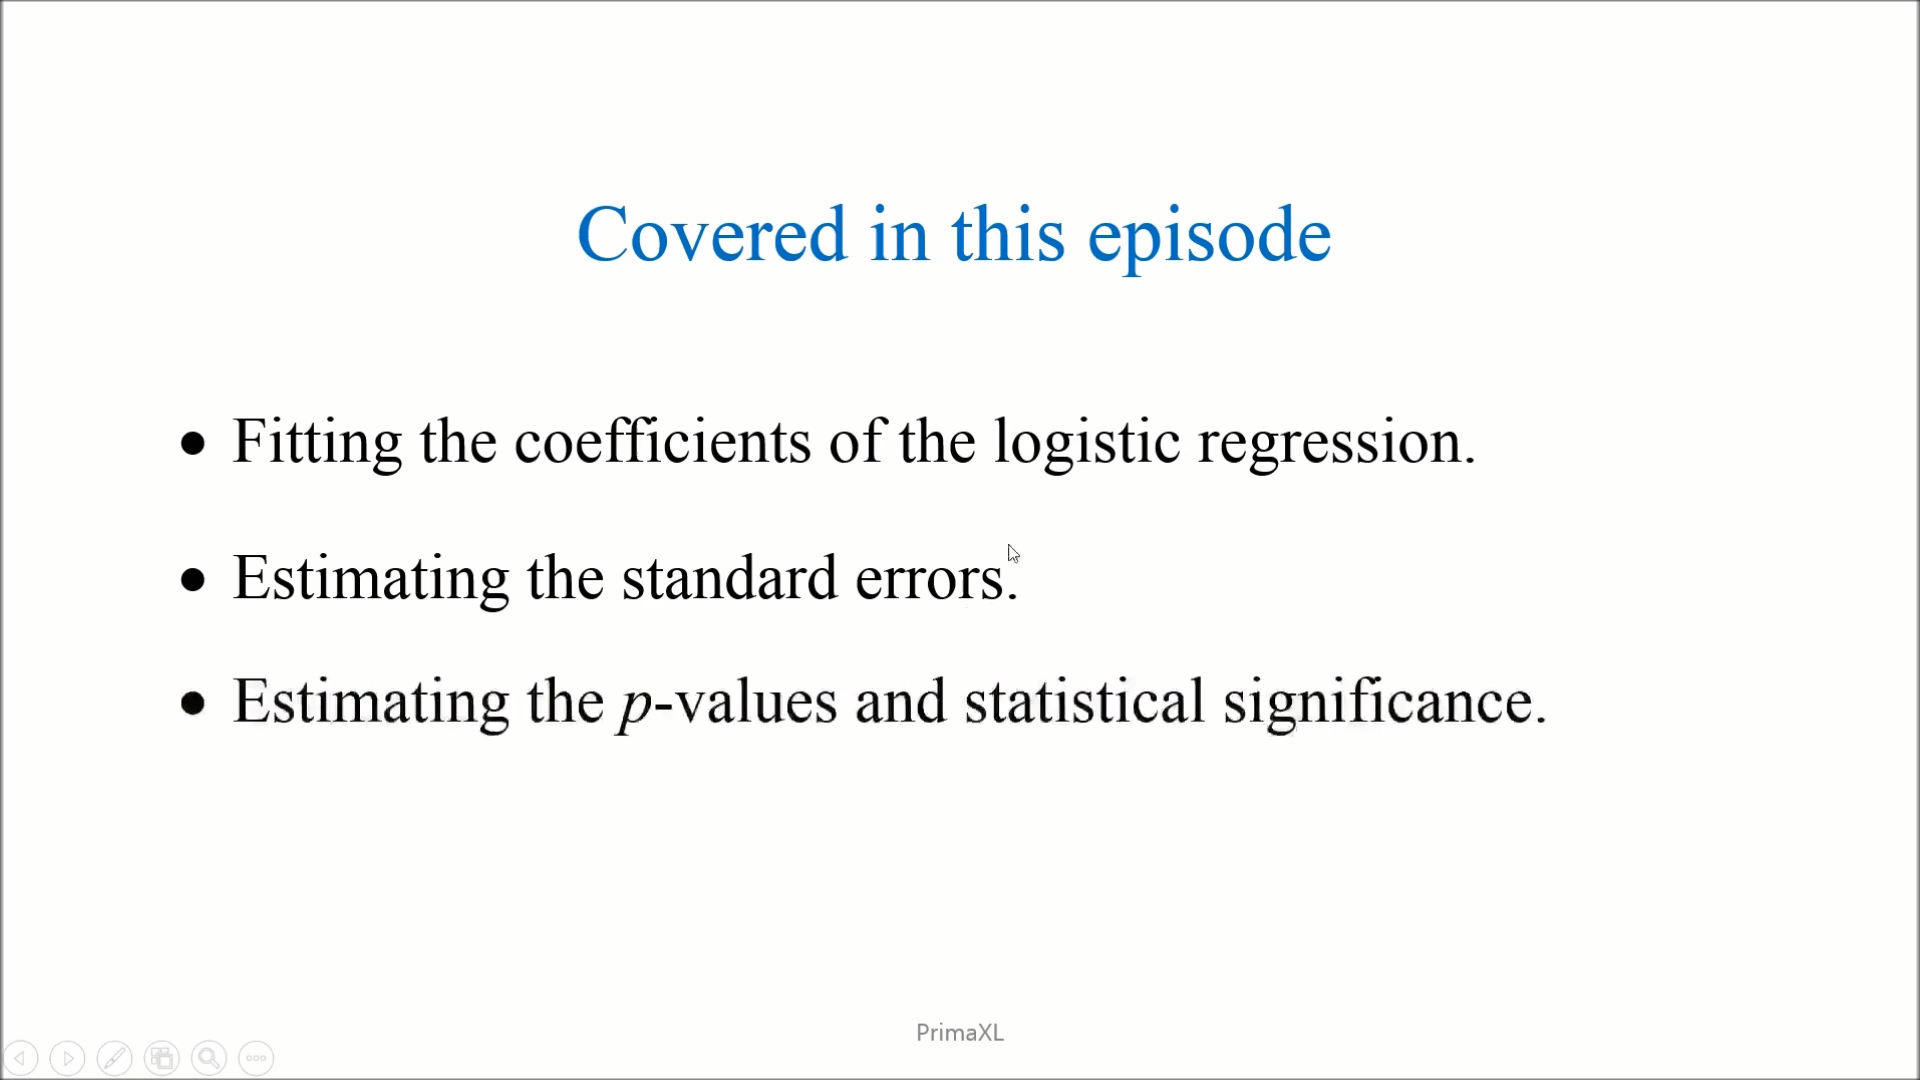 Covered in this episode
• Fitting the coefficients of the logistic regression.
• Estimating the standard errors.
• Estimating the p-values and statistical significance.
PrimaXL